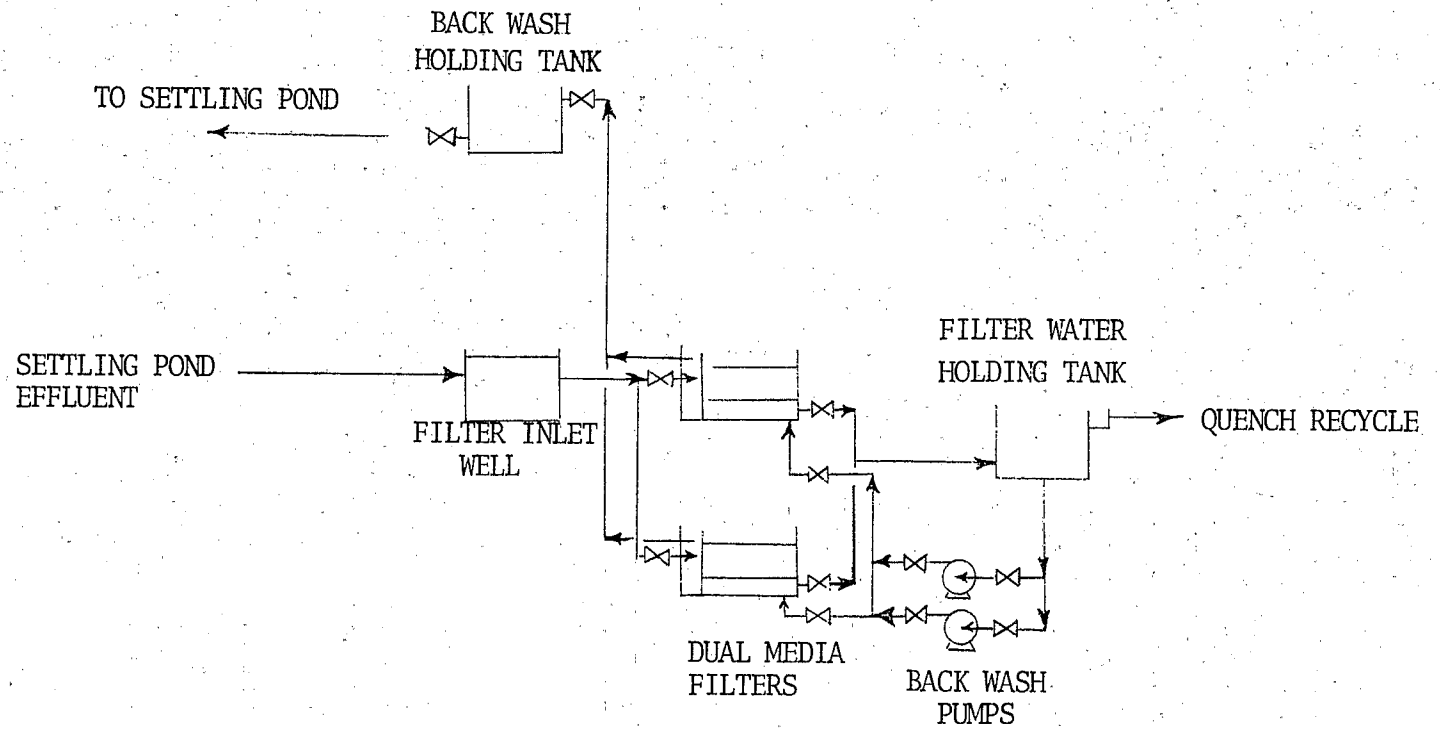 BACK WASH
HOLDING TANK
TO SETTLING POND
FILTER WATER
HOLDING TANK
SETTLING POND
EFFLUENT
QUENCH RECYCLE
FILTER INLET
WELL
DUAL MEDIA
FILTERS
BACK WASH
PUMPS